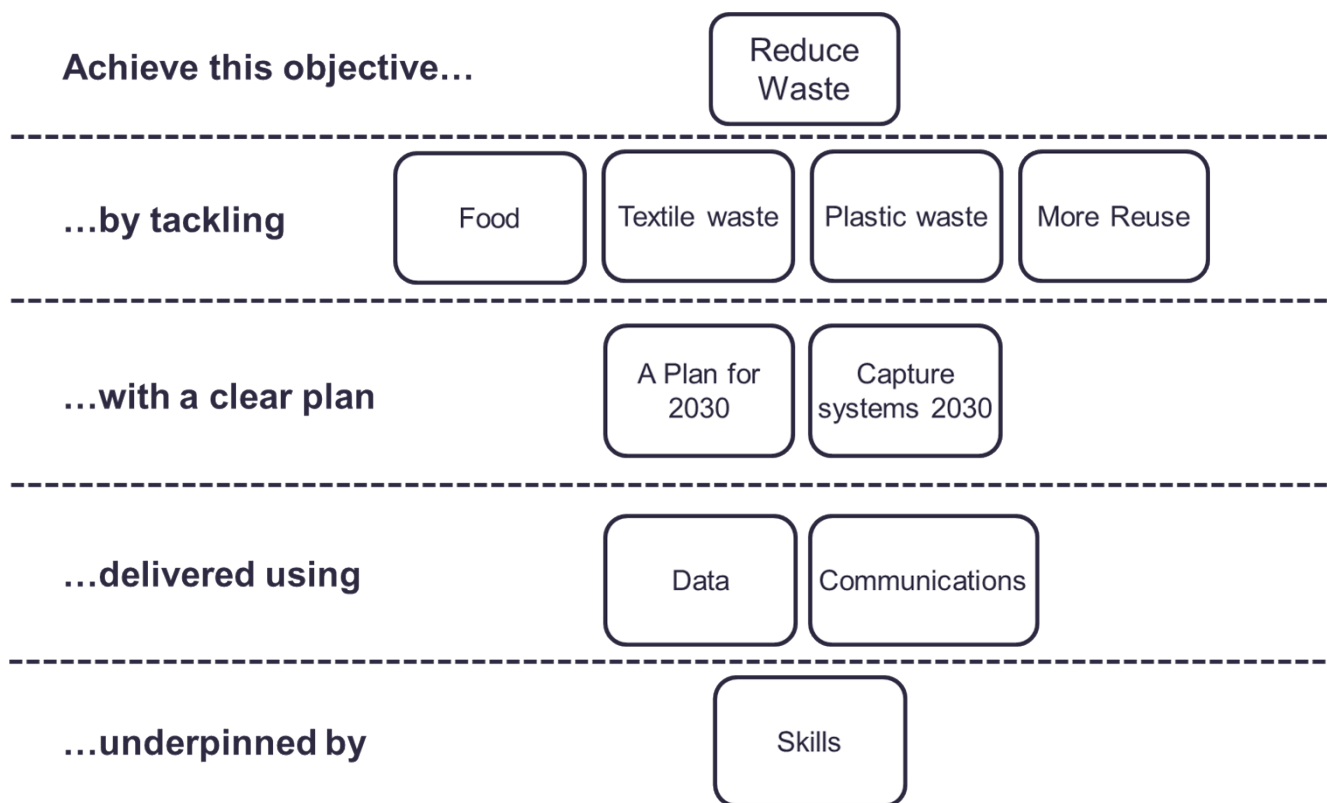 Achieve this objective…
Reduce
Waste
…by tackling
Food
Textile waste
Plastic waste
More Reuse
…with a clear plan
A Plan for
2030
Capture
systems 2030
…delivered using
Data
Communications
…underpinned by
Skills